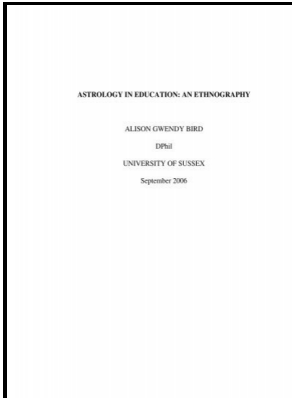 ASTROLOGY IN EDUCATION: AN ETHNOGRAPHY
ALISON GWENDY BIRD
DPhil
UNIVERSITY OF SUSSEX
September 2006